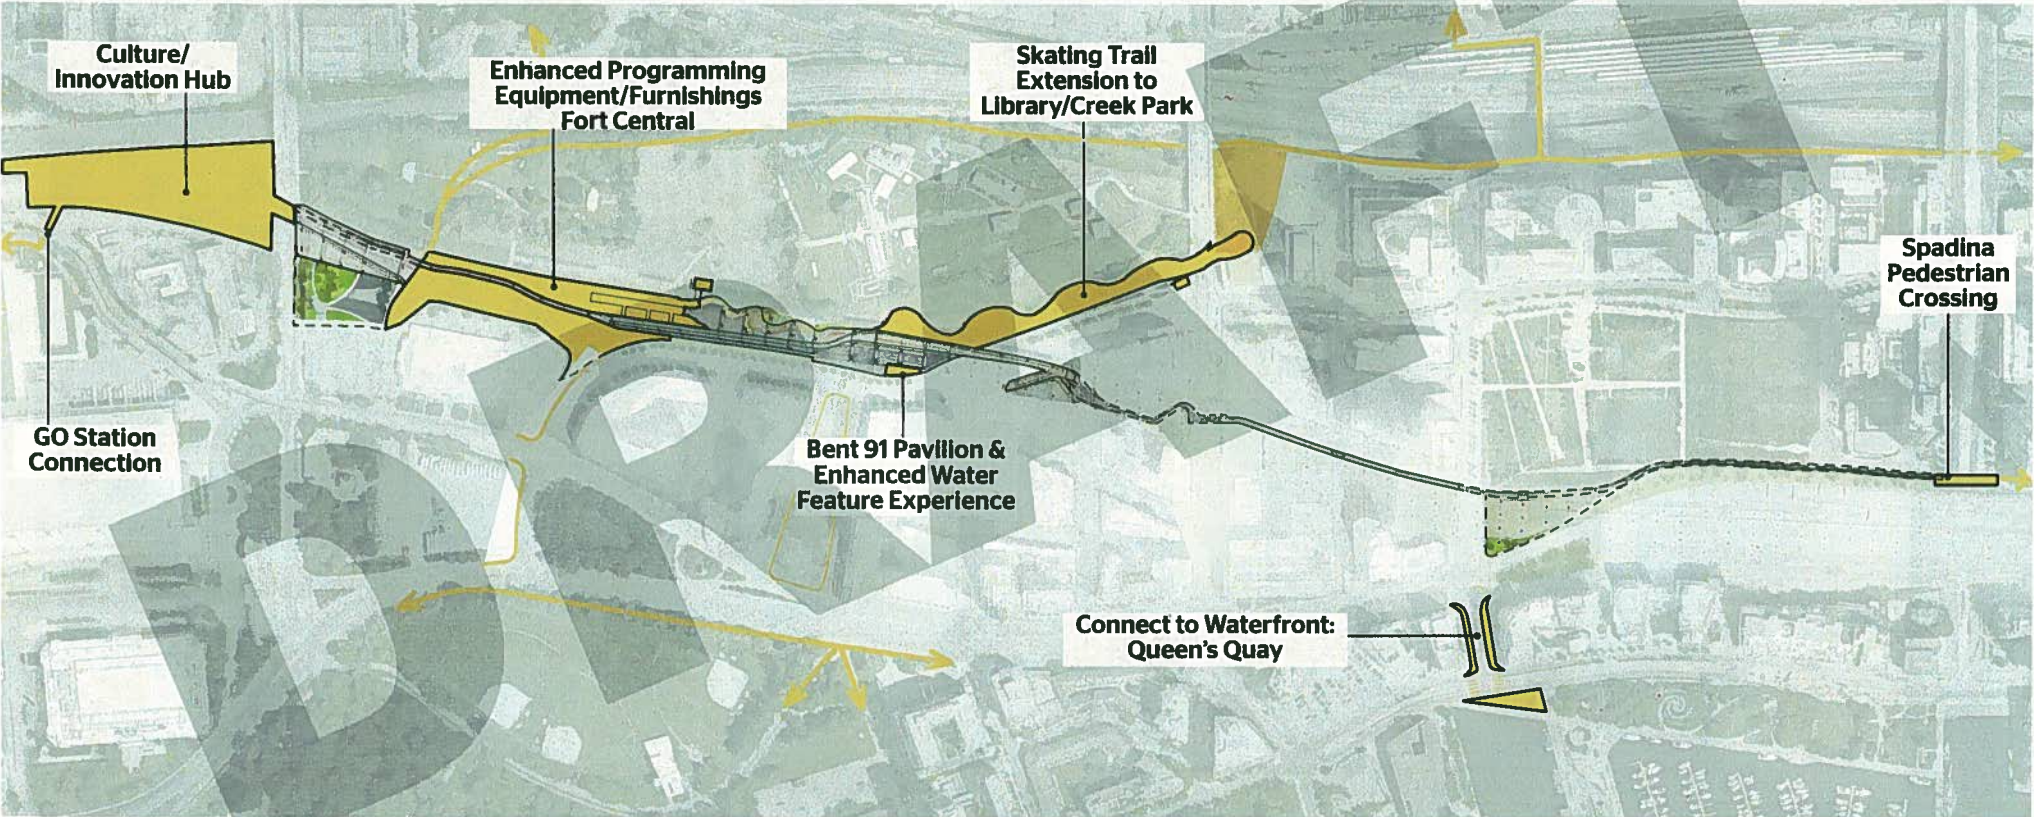 Culture/
Innovation Hub
Enhanced Programming
Equipment/Furnishings
Fort Central
Skating Trail
Extension to
Library/Creek Park
Spadina
Pedestrian
Crossing
GO Station
Connection
Bent 91 Pavilion &
Enhanced Water
Feature Experience
Connect to Waterfront:
Queen's Quay
DRAFT